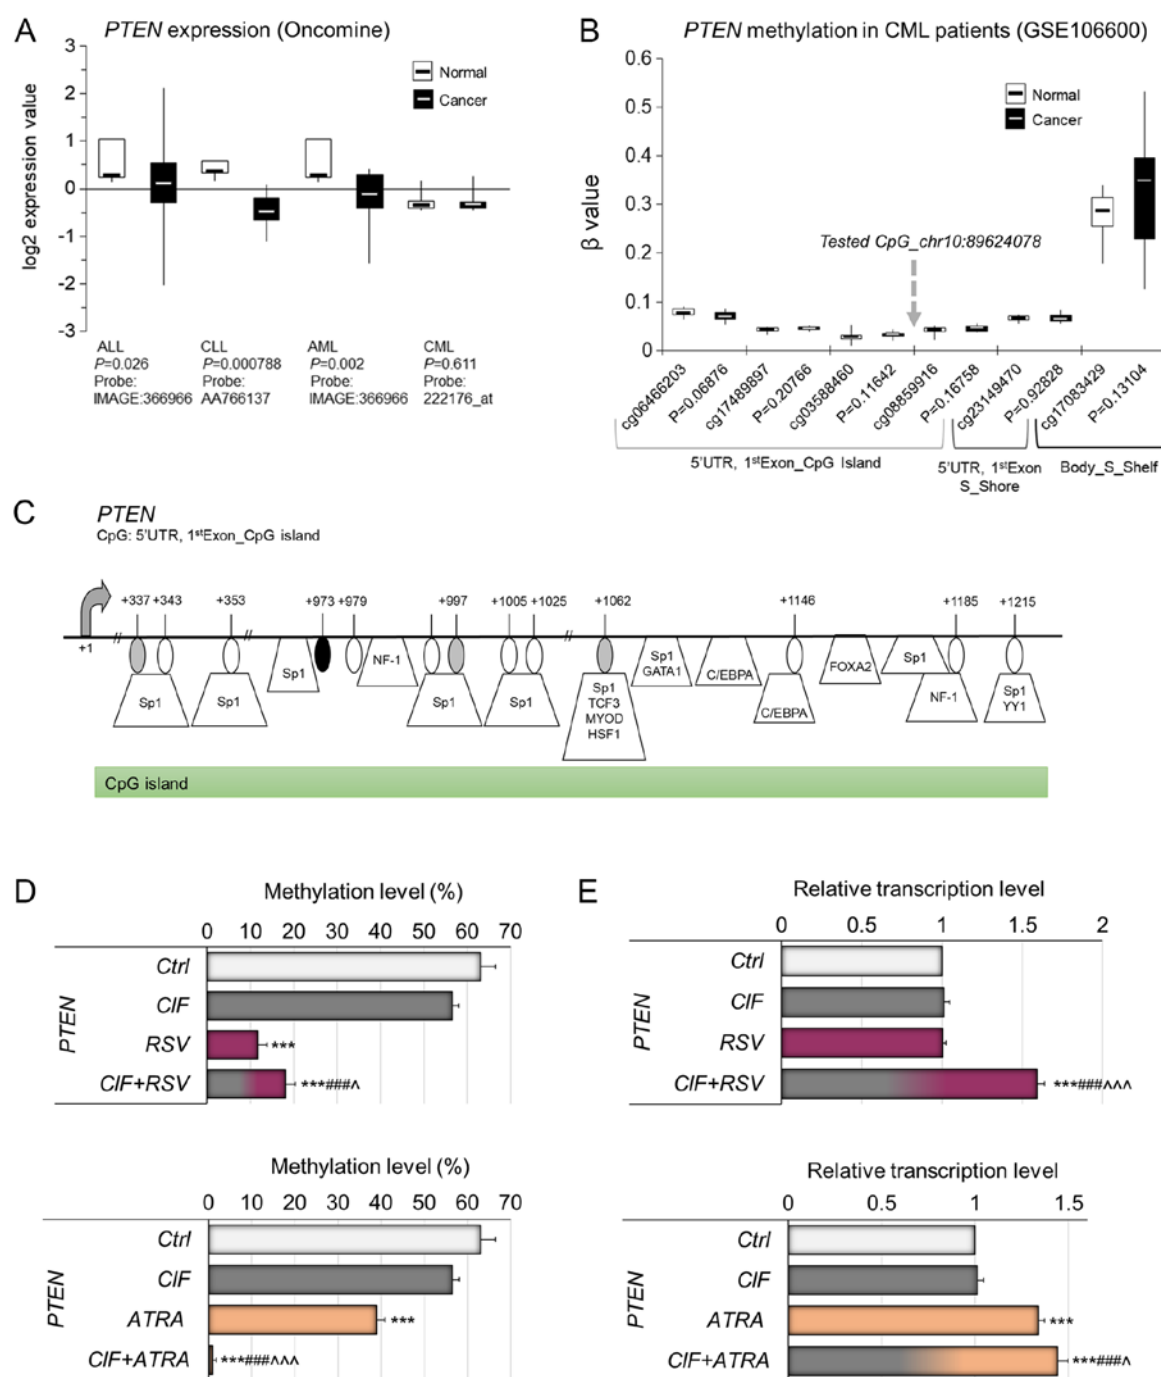 A
PTEN expression (Oncomine)
3
2
1
0
-1
-2
-3
log2 expression value
Normal
Cancer
ALL
P=0.026
Probe:
IMAGE:366966
CLL
P=0.000788
Probe:
AA766137
AML
P=0.002
Probe:
IMAGE:366966
CML
P=0.611
Probe:
222176_at
B
PTEN methylation in CML patients (GSE106600)
0.6
0.5
0.4
0.3
0.2
0.1
0
β value
Normal
Cancer
Tested CpG_chr10:89624078
cg06466203
P=0.06876
cg17489897
P=0.20766
cg03588460
P=0.11642
cg08859916
P=0.16758
cg23149470
P=0.92828
cg17083429
P=0.13104
5'UTR, 1stExon_CpG Island
5'UTR, 1stExon
S_Shore
Body_S_Shelf
C
PTEN
CpG: 5'UTR, 1stExon_CpG island
+337 +343 +353 +973 +979 +997 +1005 +1025 +1062 +1146 +1185 +1215
+1
//
//
//
Sp1
Sp1
Sp1
NF-1
Sp1
Sp1
Sp1
TCF3
MYOD
HSF1
Sp1
GATA1
C/EBPA
C/EBPA
FOXA2
Sp1
NF-1
Sp1
YY1
CpG island
D
Methylation level (%)
0 10 20 30 40 50 60 70
PTEN
Ctrl
ClF
RSV
***
ClF+RSV
***###^
Methylation level (%)
0 10 20 30 40 50 60 70
PTEN
Ctrl
ClF
ATRA
***
ClF+ATRA
***###^^^
E
Relative transcription level
0 0.5 1 1.5 2
PTEN
Ctrl
ClF
RSV
ClF+RSV
***###^^^
Relative transcription level
0 0.5 1 1.5
PTEN
Ctrl
ClF
ATRA
***
ClF+ATRA
***###^